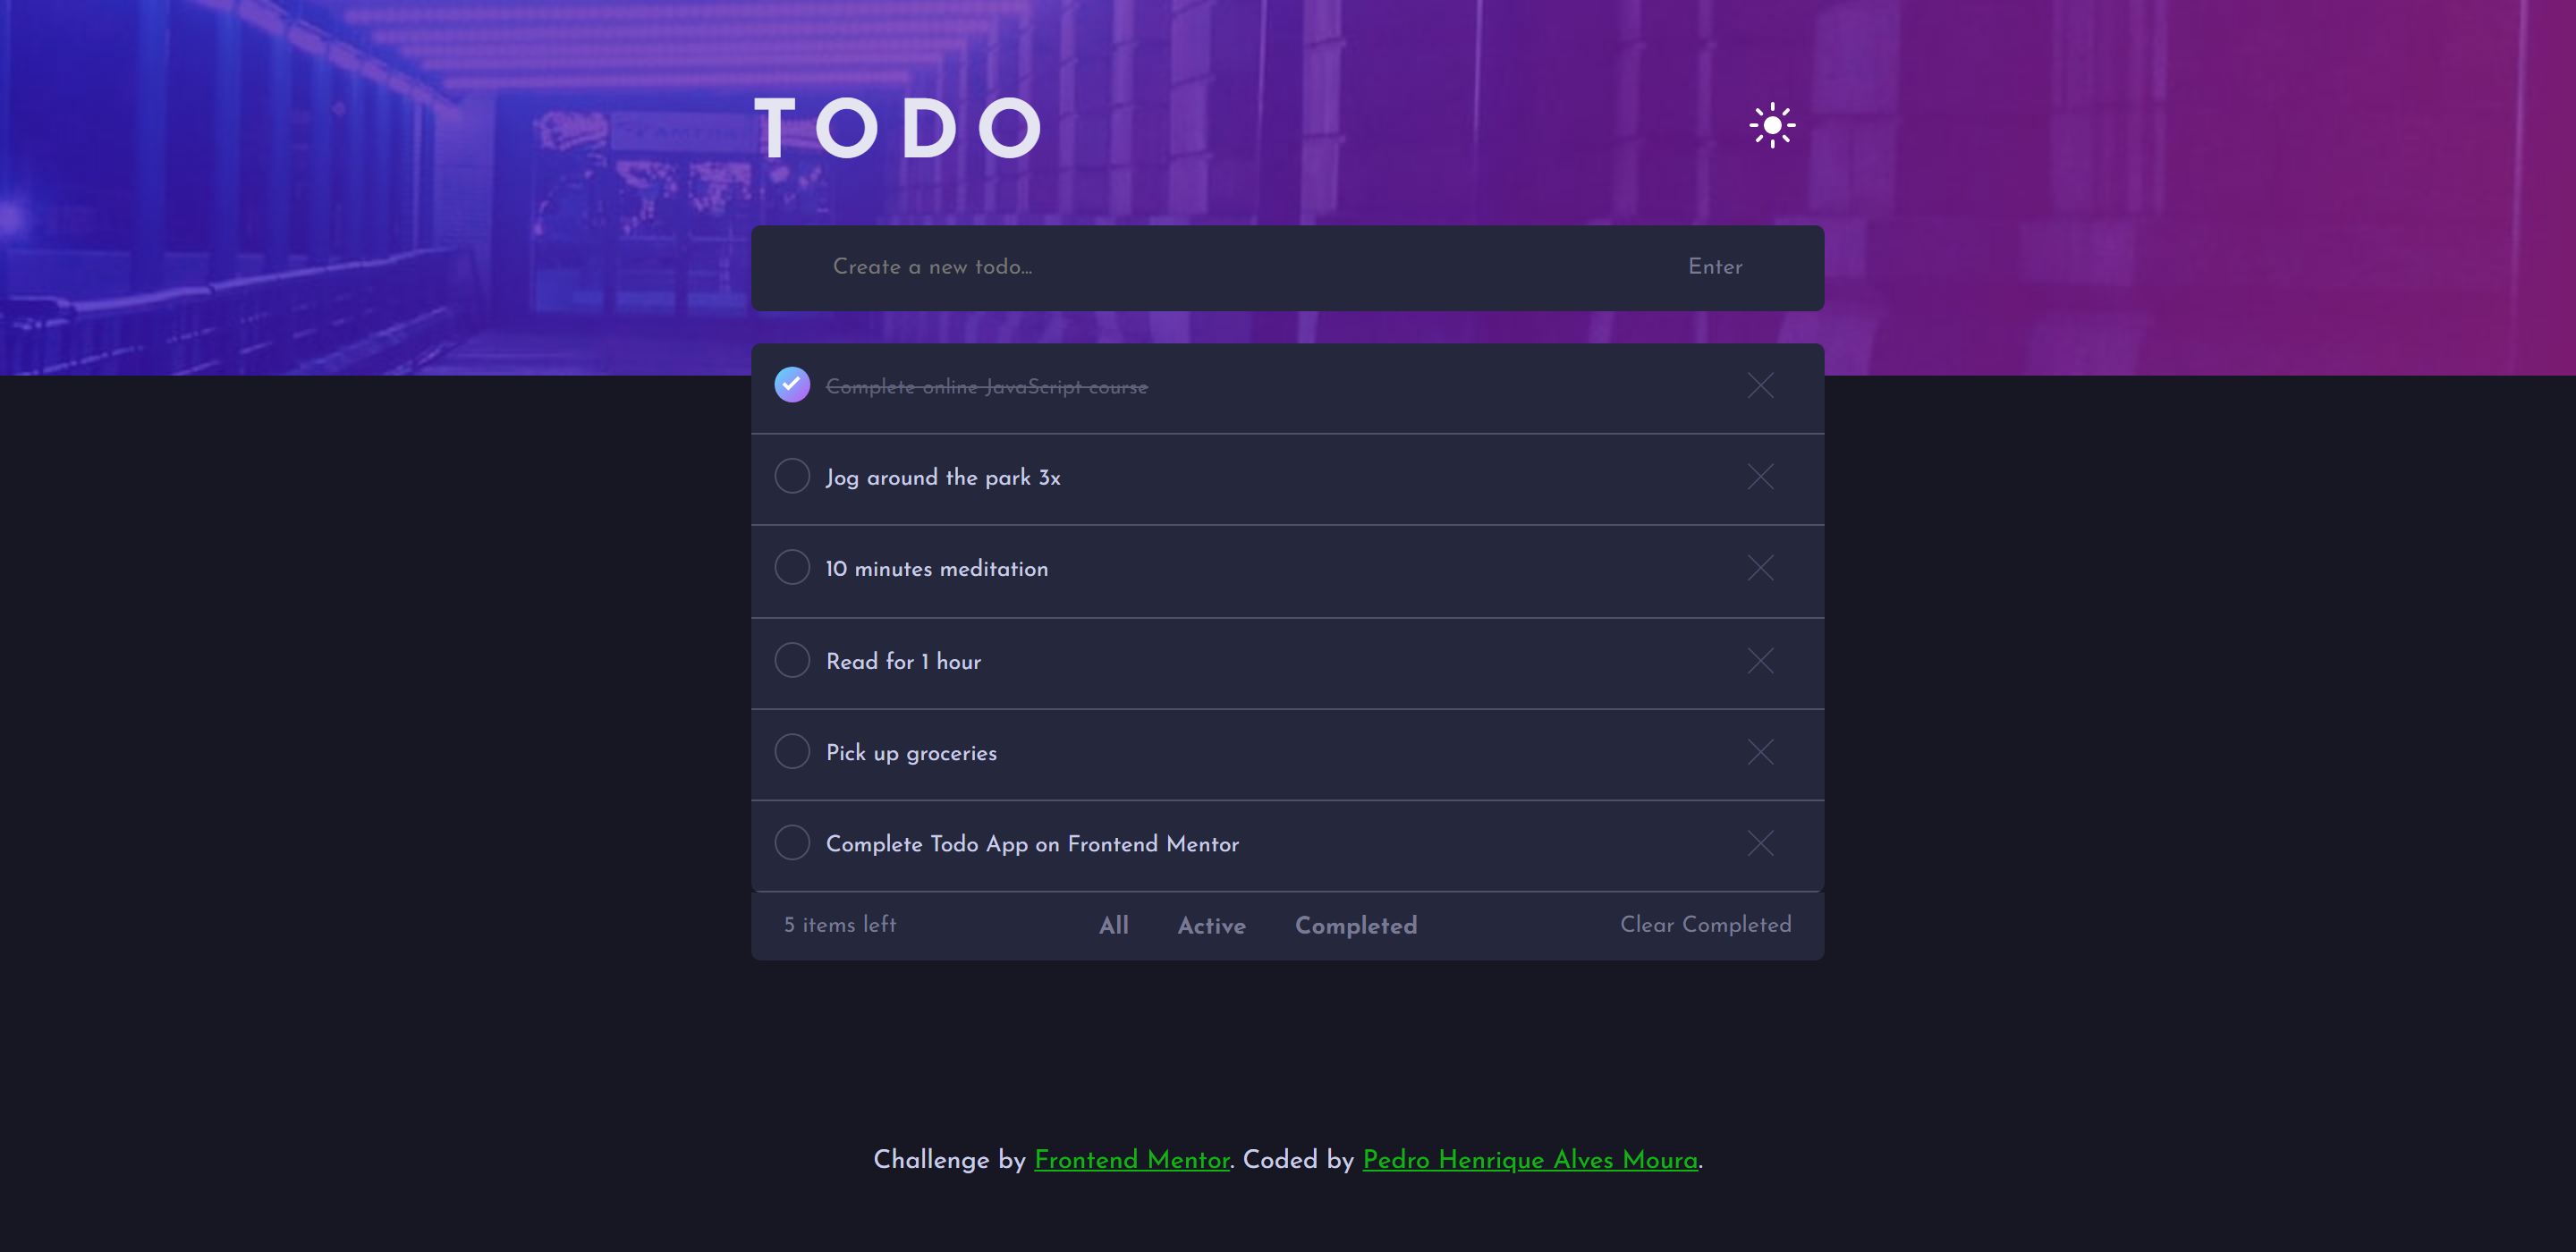 TODO
Create a new todo... Enter
Complete online JavaScript course
Jog around the park 3x
10 minutes meditation
Read for 1 hour
Pick up groceries
Complete Todo App on Frontend Mentor
5 items left All Active Completed Clear Completed
Challenge by Frontend Mentor. Coded by Pedro Henrique Alves Moura.